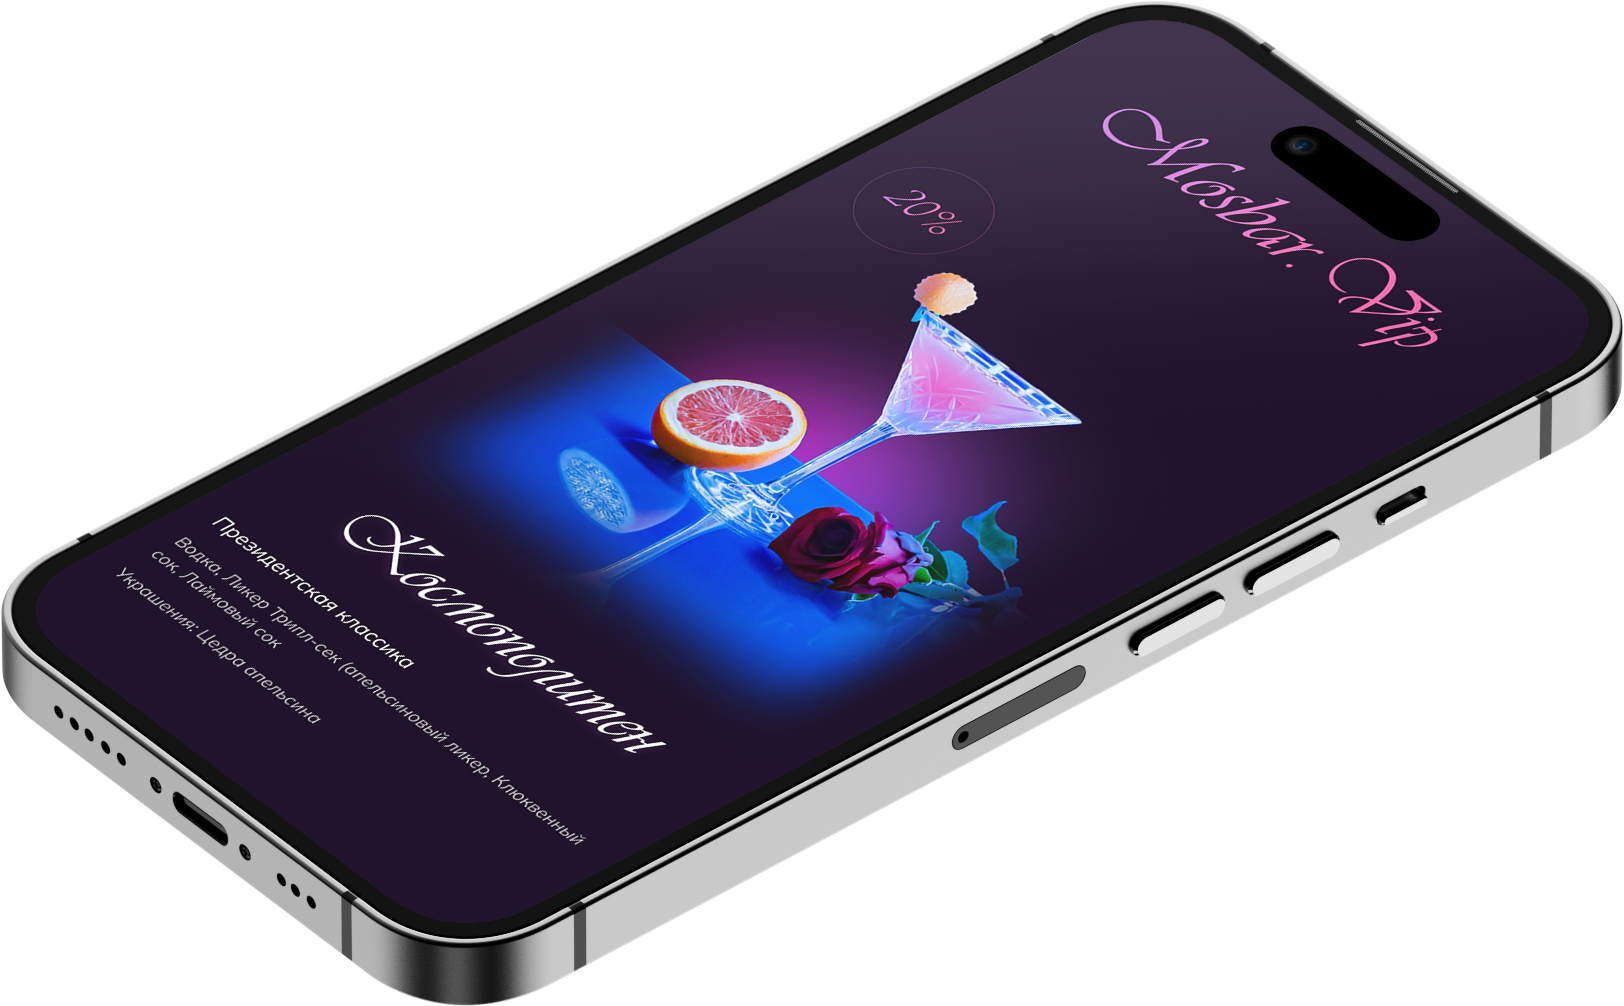 Mosbar. Vip
20%
Космополитен
Президентская классика
Водка, Ликер Трипл-сек (апельсиновый ликер, Клюквенный
сок, Лаймовый сок
Украшения: Цедра апельсина